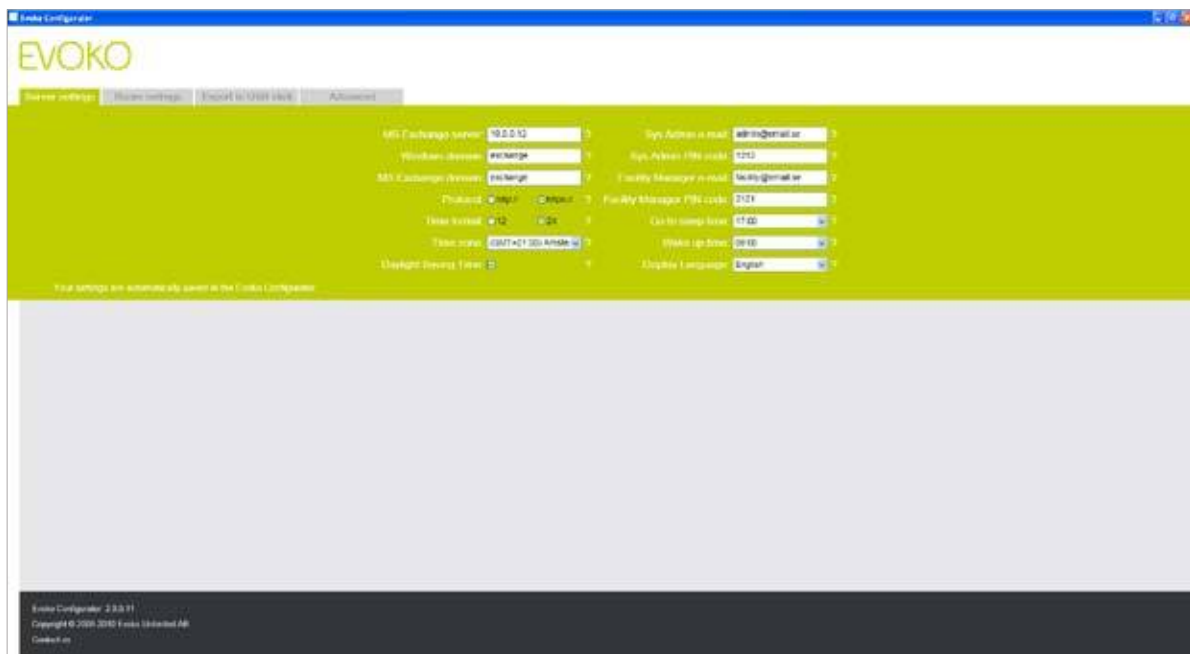 Evoko Configurator
EVOKO
Server settings Room settings Export to USB stick Advanced
MS Exchange server 10.0.0.12 ? Sys Admin e-mail admin@email.se ?
Windows domain exchange ? Sys Admin PIN code ?
MS Exchange domain exchange ? Facility Manager e-mail facility@email.se ?
Protocol http:// https:// ? Facility Manager PIN code 2121 ?
Time format 12 24 ? Go to sleep time 17:00 ?
Time zone ? Wake up time ?
Daylight Saving Time ? Display Language English ?
Your settings are automatically saved in the Evoko Configurator
Evoko Configurator
Evoko Unlimited AB
Contact us